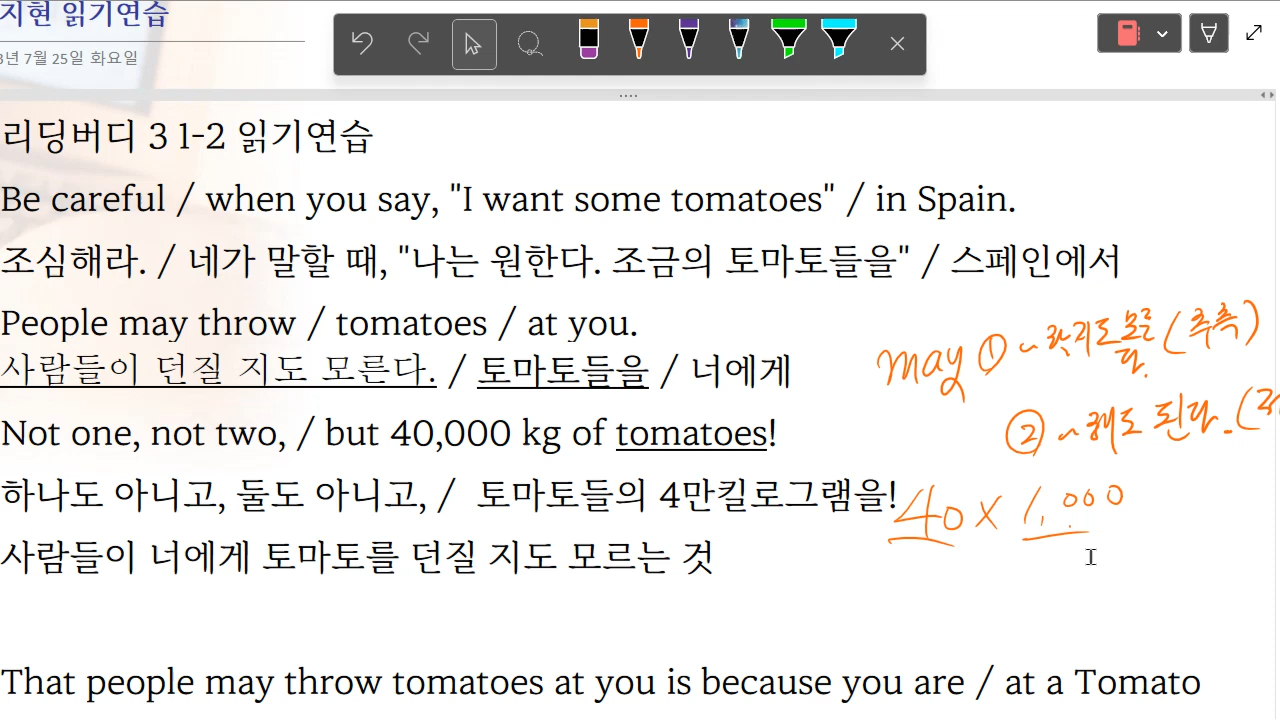 지현 읽기연습
3년 7월 25일 화요일
리딩버디 3 1-2 읽기연습
Be careful / when you say, "I want some tomatoes" / in Spain.
조심해라. / 네가 말할 때, "나는 원한다. 조금의 토마토들을" / 스페인에서
People may throw / tomatoes / at you.
사람들이 던질 지도 모른다. / 토마토들을 / 너에게
may ① ~할지도 모른다. (추측)
② ~해도 된다. (
Not one, not two, / but 40,000 kg of tomatoes!
하나도 아니고, 둘도 아니고, / 토마토들의 4만킬로그램을!
40 × 1,000
사람들이 너에게 토마토를 던질 지도 모르는 것
That people may throw tomatoes at you is because you are / at a Tomato